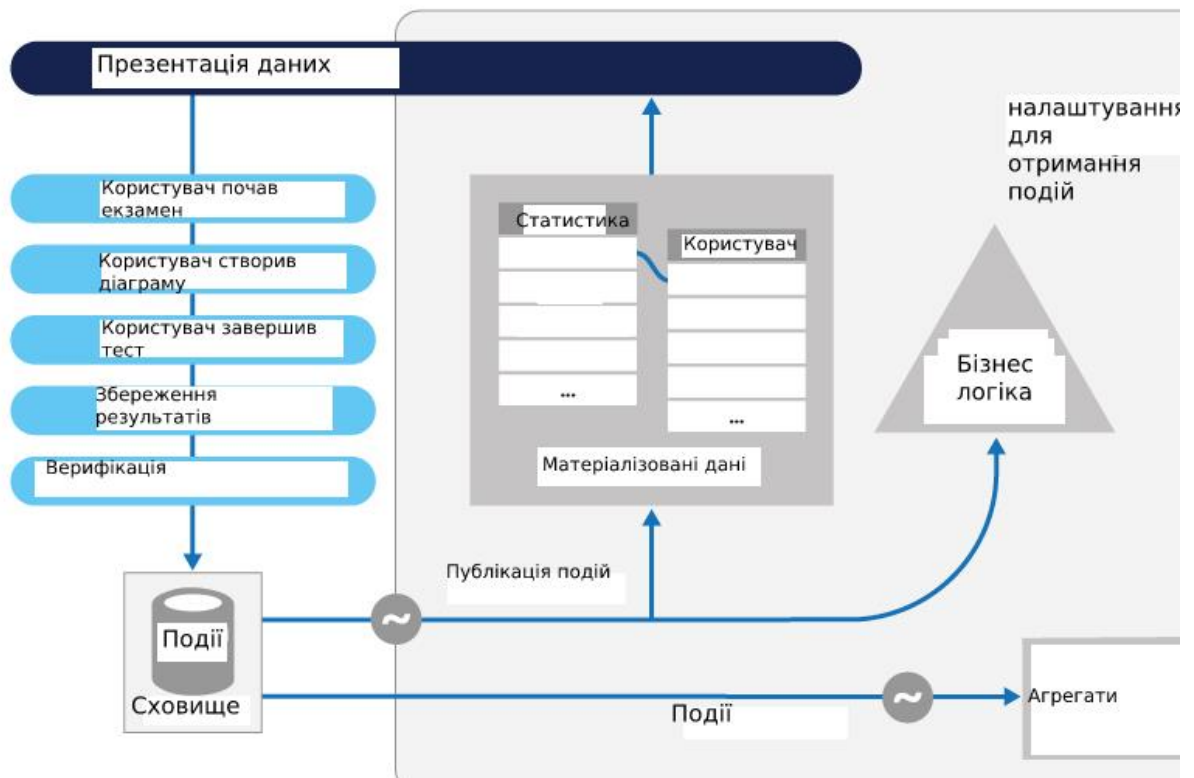 Презентація даних
налаштування
для
отримання
подій
Користувач почав
екзамен
Користувач створив
діаграму
Користувач завершив
тест
Збереження
результатів
Верифікація
Статистика
...
Користувач
...
Матеріалізовані дані
Бізнес
логіка
Публікація подій
~
Події
Сховище
~
Події
Агрегати